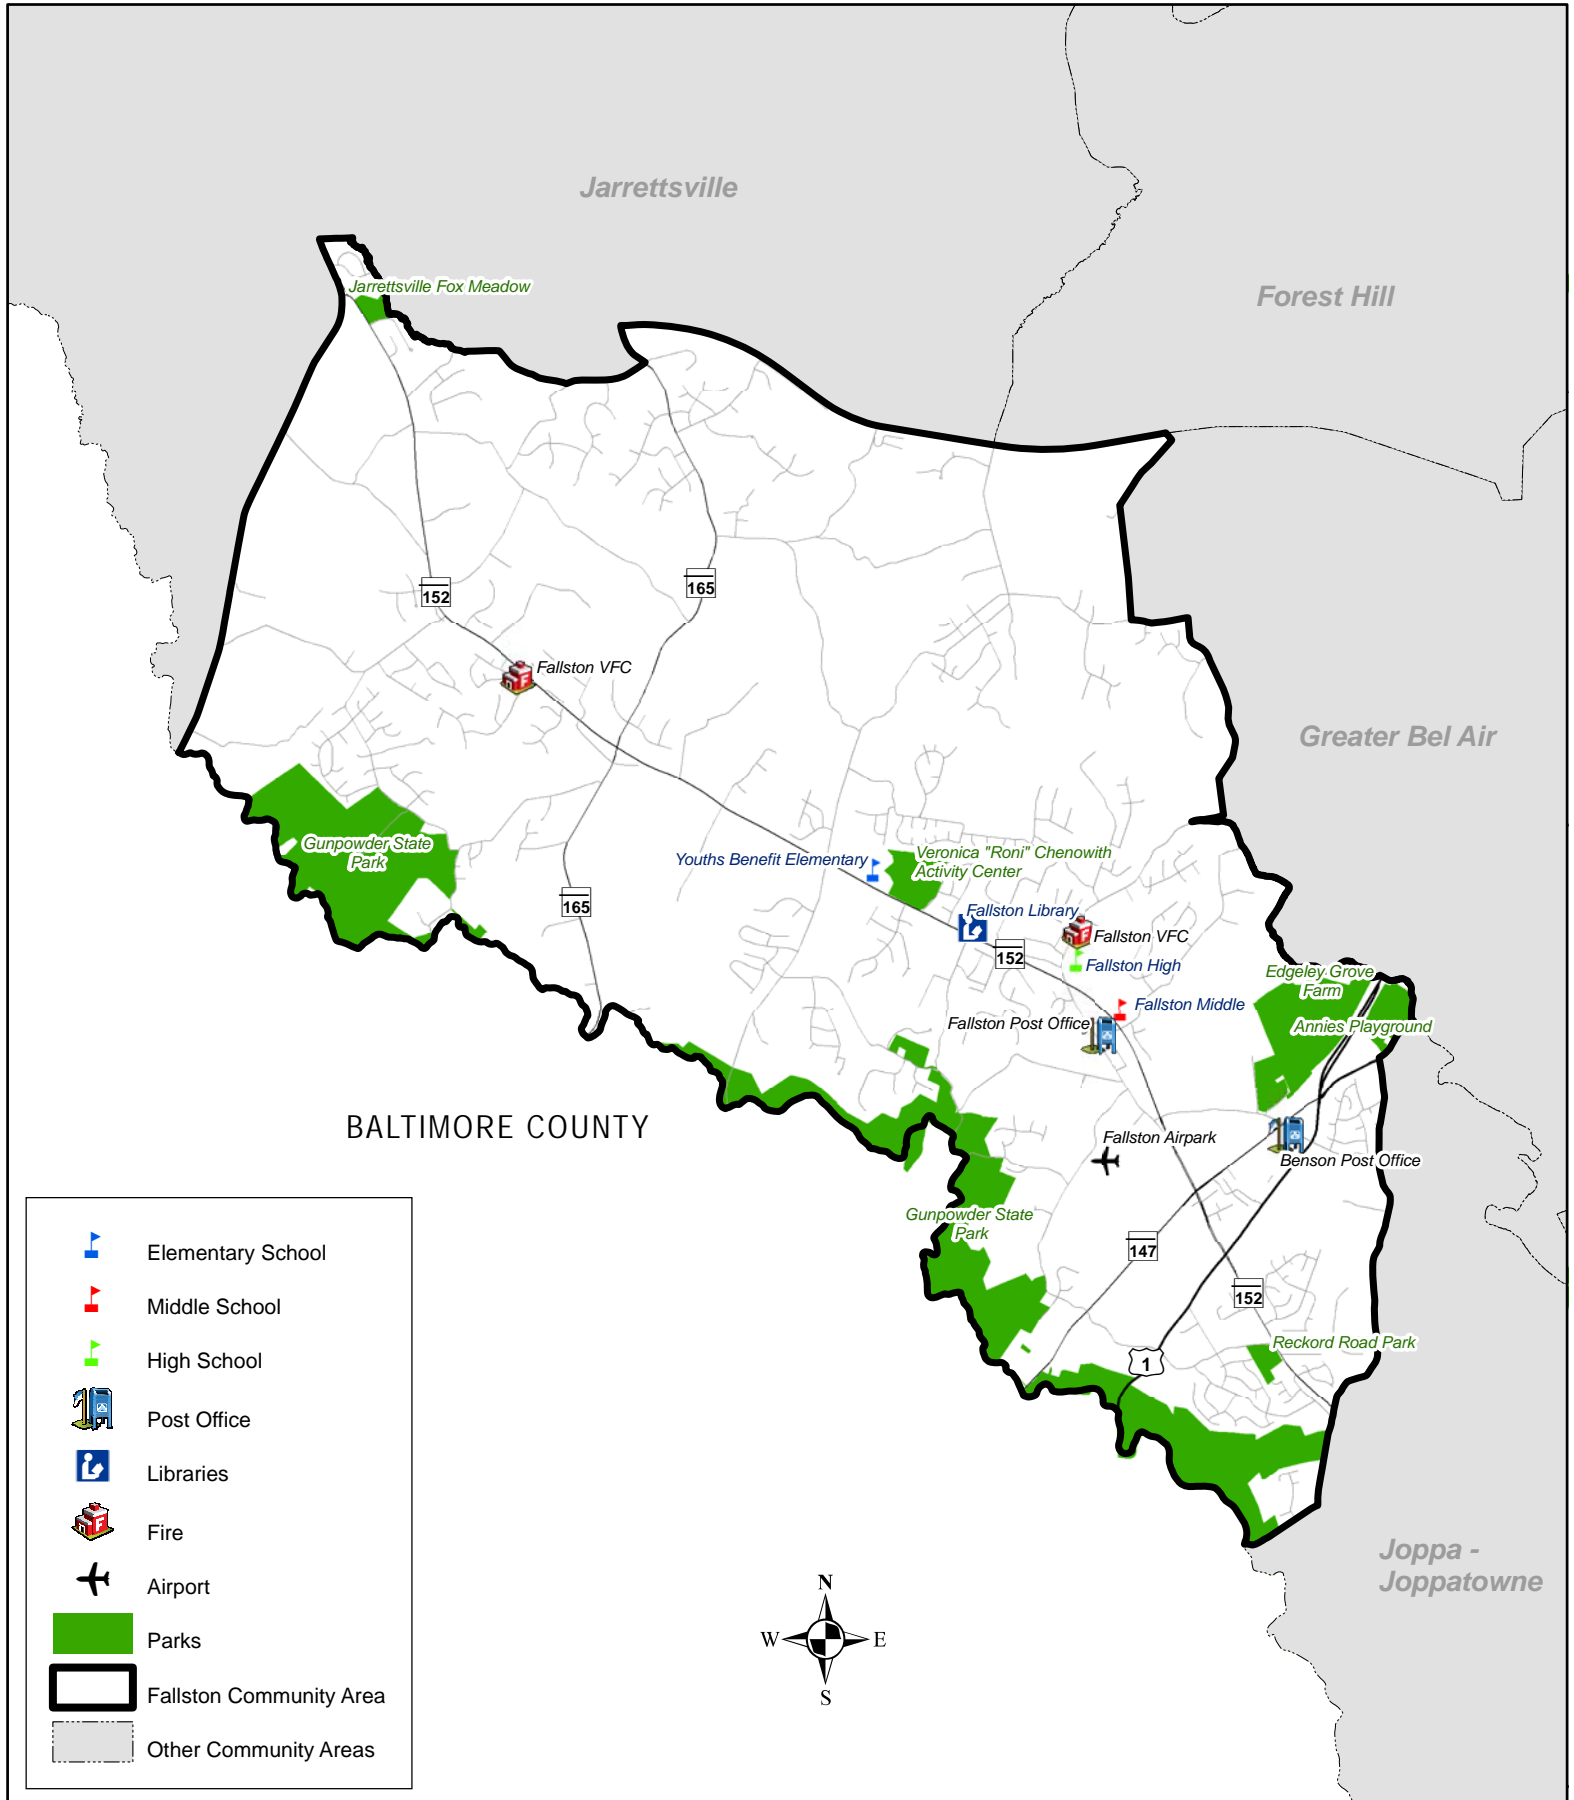 Jarrettsville
Forest Hill
Jarrettsville Fox Meadow
152
165
Fallston VFC
Greater Bel Air
Gunpowder State
Park
Youths Benefit Elementary
Veronica "Roni" Chenowith
Activity Center
165
Fallston Library
Fallston VFC
152
Fallston High
Edgeley Grove
Farm
Fallston Middle
Fallston Post Office
Annies Playground
BALTIMORE COUNTY
Fallston Airpark
Benson Post Office
Gunpowder State
Park
147
152
Reckord Road Park
1
Elementary School
Middle School
High School
Post Office
Libraries
Fire
Airport
Parks
Fallston Community Area
Other Community Areas
N
W
E
S
Joppa -
Joppatowne